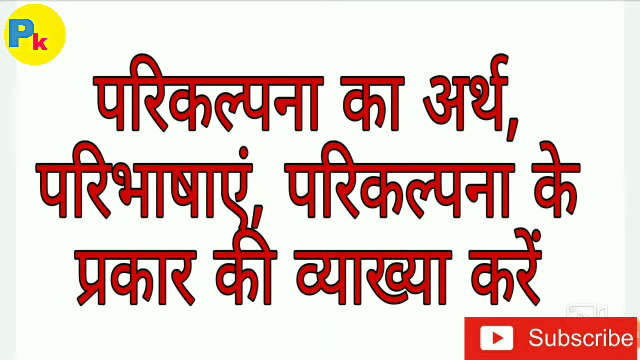 Pk
परिकल्पना का अर्थ,
परिभाषाएं, परिकल्पना के
प्रकार की व्याख्या करें
Subscribe